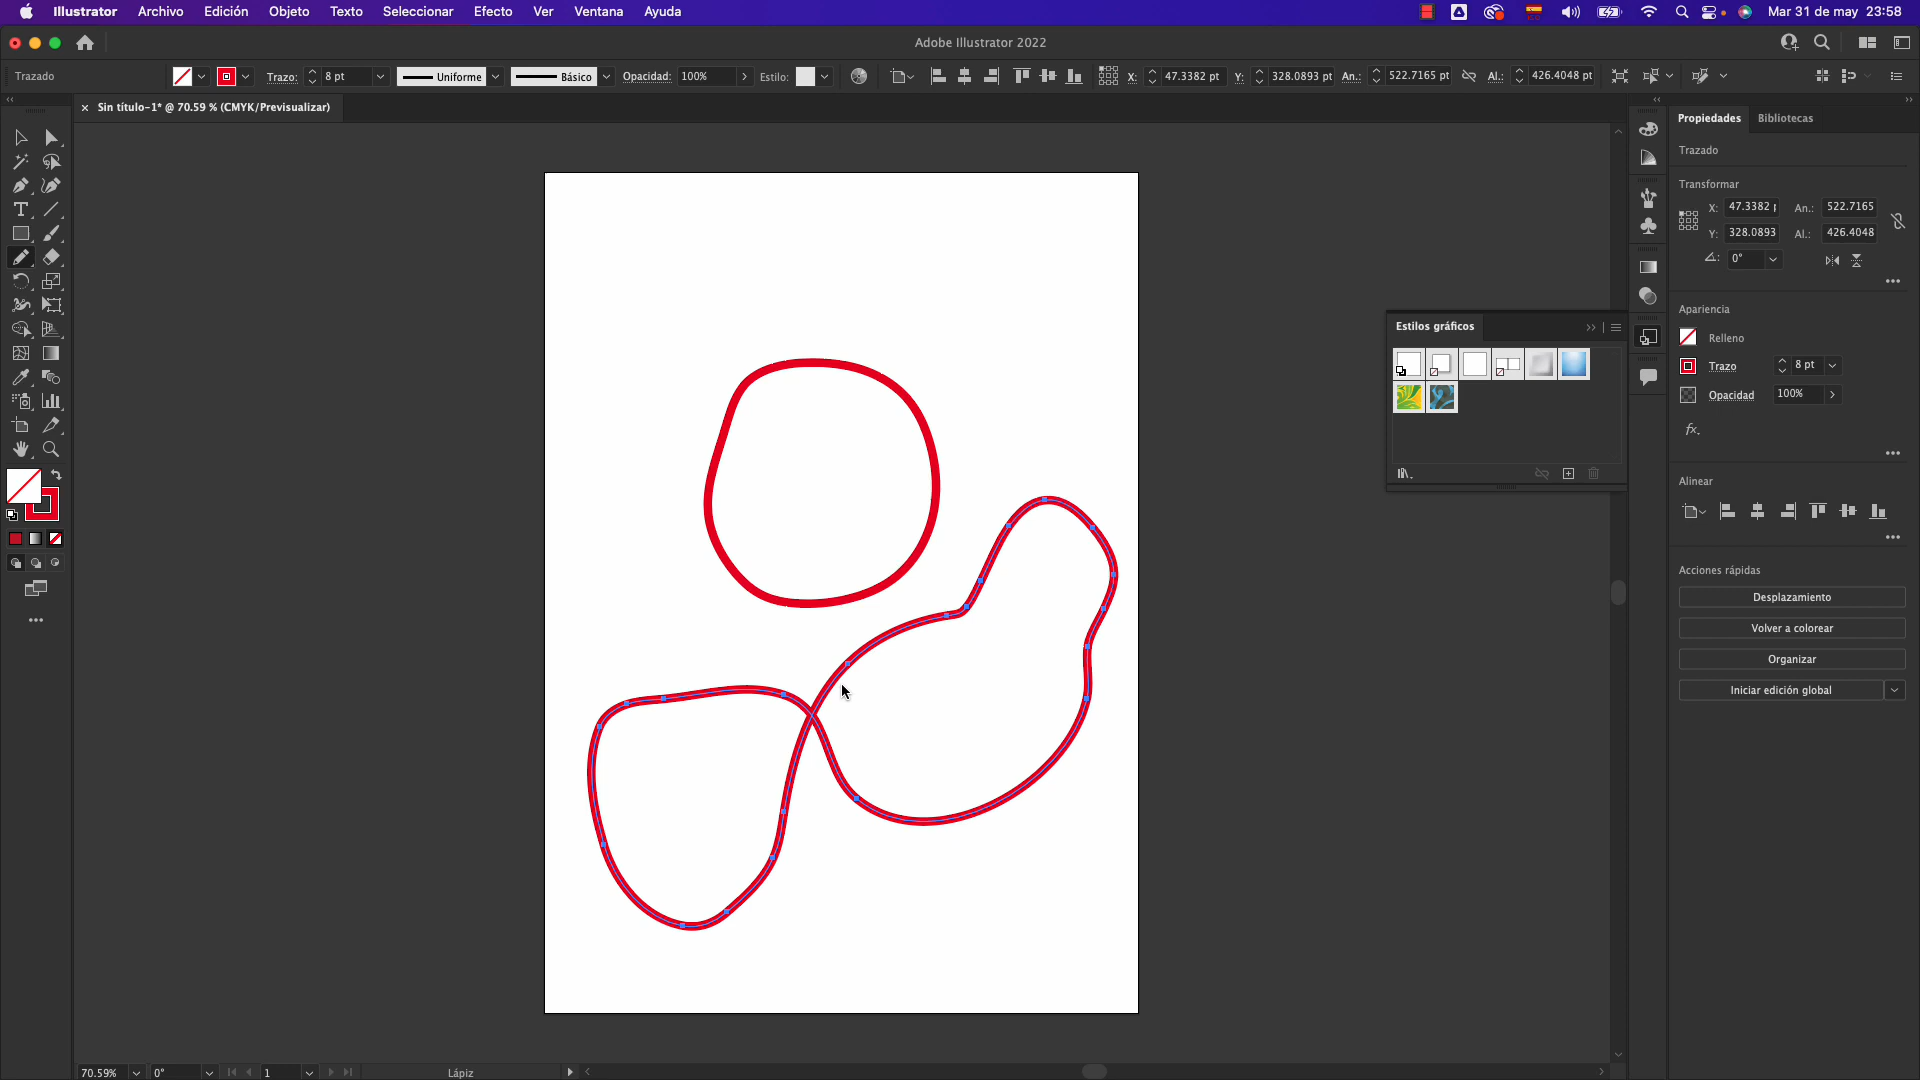 Illustrator Archivo Edición Objeto Texto Seleccionar Efecto Ver Ventana Ayuda Mar 31 de may 23:58
Adobe Illustrator 2022
Trazado Trazo: 8 pt Uniforme Básico Opacidad: 100% Estilo: X: 47.3382 pt Y: 328.0893 pt An.: 522.7165 pt Al.: 426.4048 pt
Sin título-1* @ 70.59 % (CMYK/Previsualizar)
Propiedades Bibliotecas
Trazado
Transformar
X: 47.3382 An.: 522.7165
Y: 328.0893 Al.: 426.4048
0°
Apariencia
Relleno
Trazo 8 pt
Opacidad 100%
fx.
Alinear
Acciones rápidas
Desplazamiento
Volver a colorear
Organizar
Iniciar edición global
Estilos gráficos
70.59% 0° 1 Lápiz